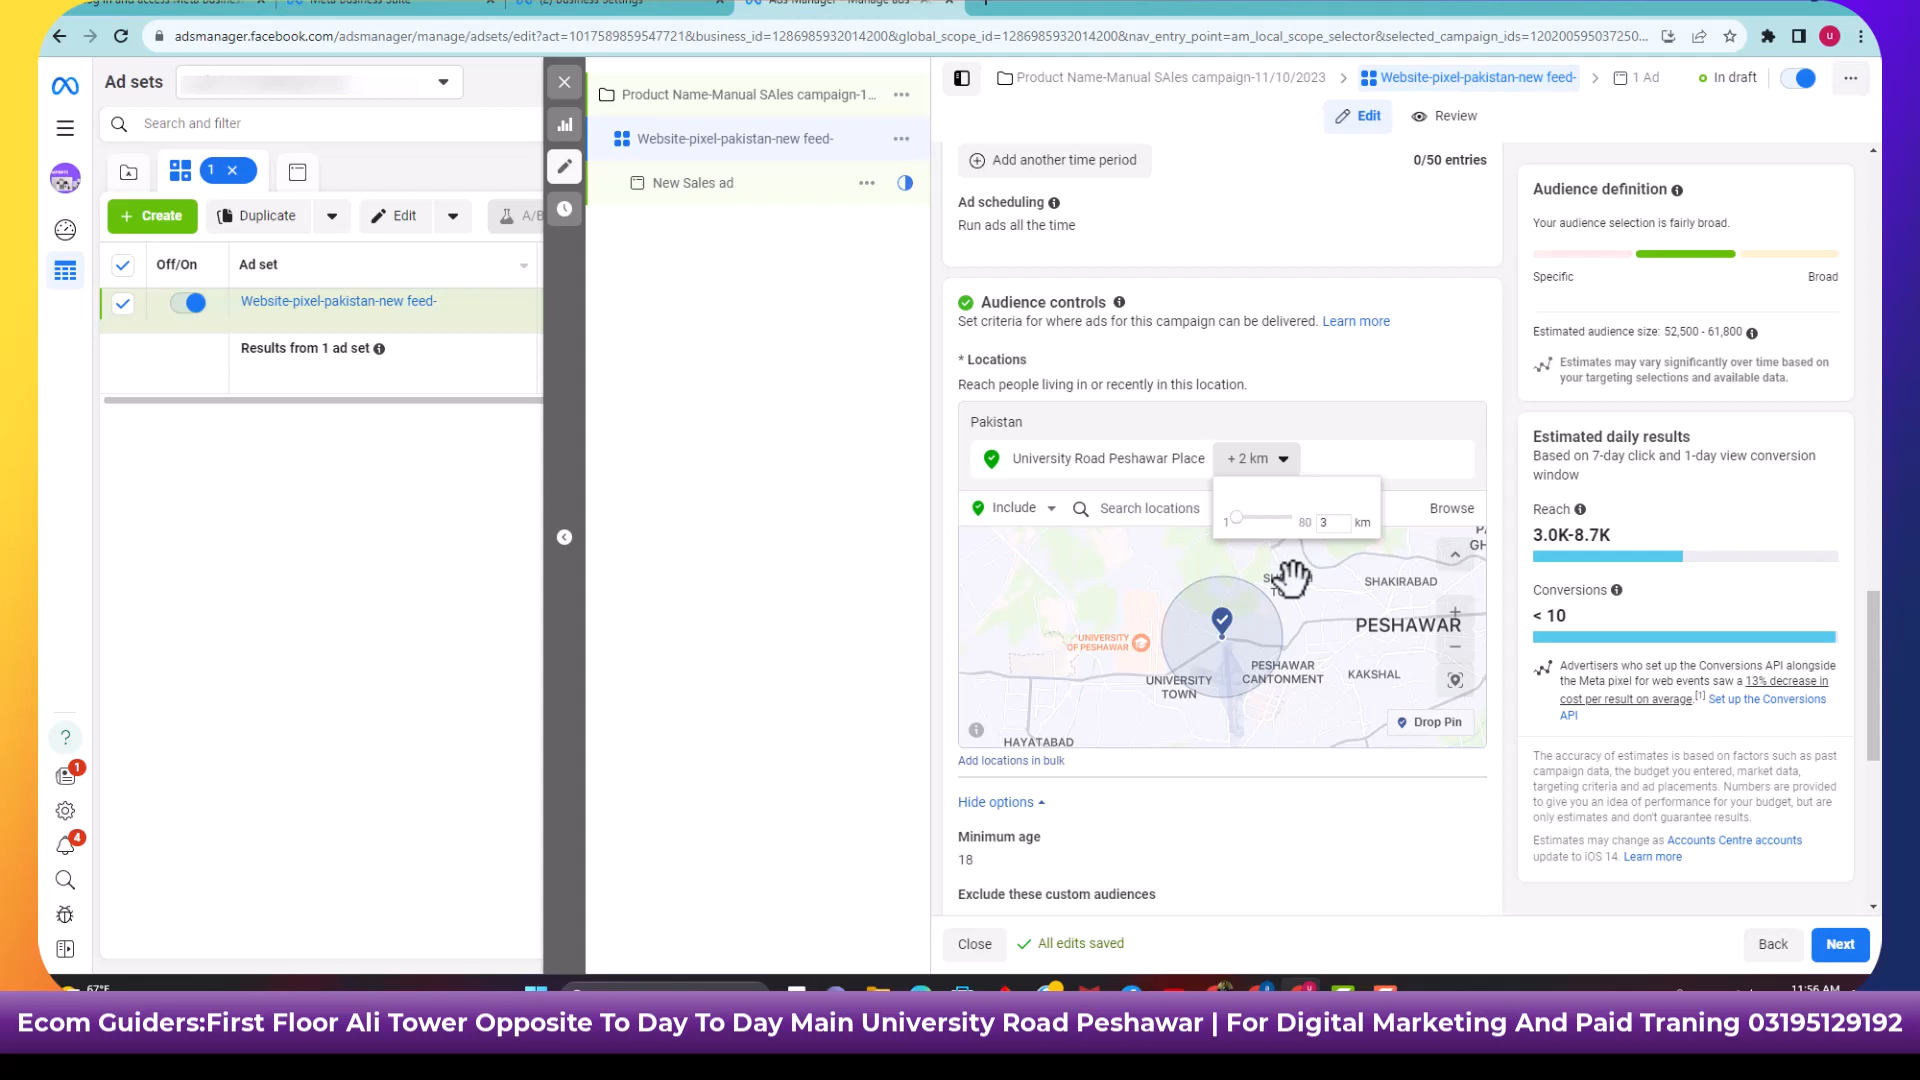 adsmanager.facebook.com/adsmanager/manage/adsets/edit?act=1017589859547721&business_id=1286985932014200&global_scope_id=1286985932014200&nav_entry_point=am_local_scope_selector&selected_campaign_ids=120200595037250...
Ad sets
Search and filter
1
Create
Duplicate
Edit
A/B
Off/On
Ad set
Website-pixel-pakistan-new feed-
Results from 1 ad set
1
4
Product Name-Manual SAles campaign-1...
Website-pixel-pakistan-new feed-
New Sales ad
Product Name-Manual SAles campaign-11/10/2023
Website-pixel-pakistan-new feed-
1 Ad
In draft
Edit
Review
Add another time period
0/50 entries
Ad scheduling
Run ads all the time
Audience controls
Set criteria for where ads for this campaign can be delivered. Learn more
* Locations
Reach people living in or recently in this location.
Pakistan
University Road Peshawar Place
+ 2 km
Include
Search locations
1
80
3
km
Browse
SHAKIRABAD
UNIVERSITY
OF PESHAWAR
PESHAWAR
UNIVERSITY
TOWN
PESHAWAR
CANTONMENT
KAKSHAL
HAYATABAD
Drop Pin
Add locations in bulk
Hide options
Minimum age
18
Exclude these custom audiences
Close
All edits saved
Back
Next
Audience definition
Your audience selection is fairly broad.
Specific
Broad
Estimated audience size: 52,500 - 61,800
Estimates may vary significantly over time based on
your targeting selections and available data.
Estimated daily results
Based on 7-day click and 1-day view conversion
window
Reach
3.0K-8.7K
Conversions
< 10
Advertisers who set up the Conversions API alongside
the Meta pixel for web events saw a 13% decrease in
cost per result on average.[1] Set up the Conversions
API
The accuracy of estimates is based on factors such as past
campaign data, the budget you entered, market data,
targeting criteria and ad placements. Numbers are provided
to give you an idea of performance for your budget, but are
only estimates and don't guarantee results.
Estimates may change as Accounts Centre accounts
update to iOS 14. Learn more
67°F
11:56 AM
Ecom Guiders:First Floor Ali Tower Opposite To Day To Day Main University Road Peshawar | For Digital Marketing And Paid Traning 03195129192